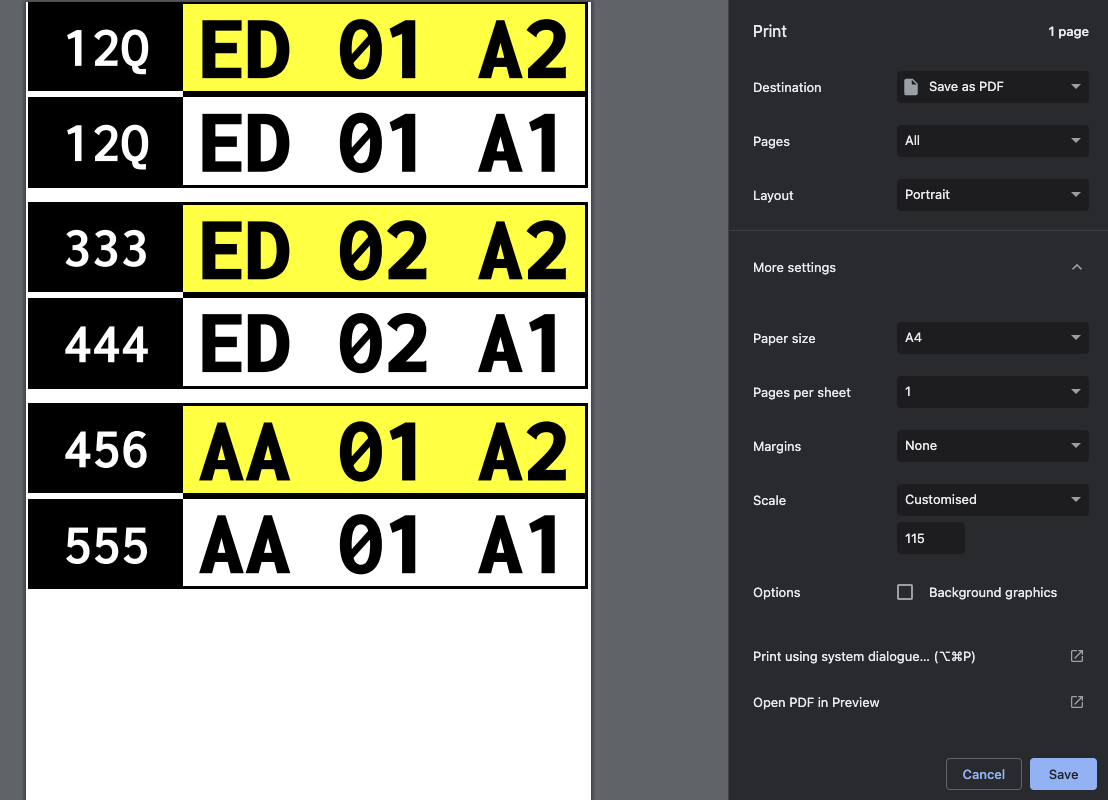 12Q ED 01 A2
12Q ED 01 A1
333 ED 02 A2
444 ED 02 A1
456 AA 01 A2
555 AA 01 A1
Print 1 page
Destination Save as PDF
Pages All
Layout Portrait
More settings
Paper size A4
Pages per sheet 1
Margins None
Scale Customised
115
Options Background graphics
Print using system dialogue... (⌥⌘P)
Open PDF in Preview
Cancel Save